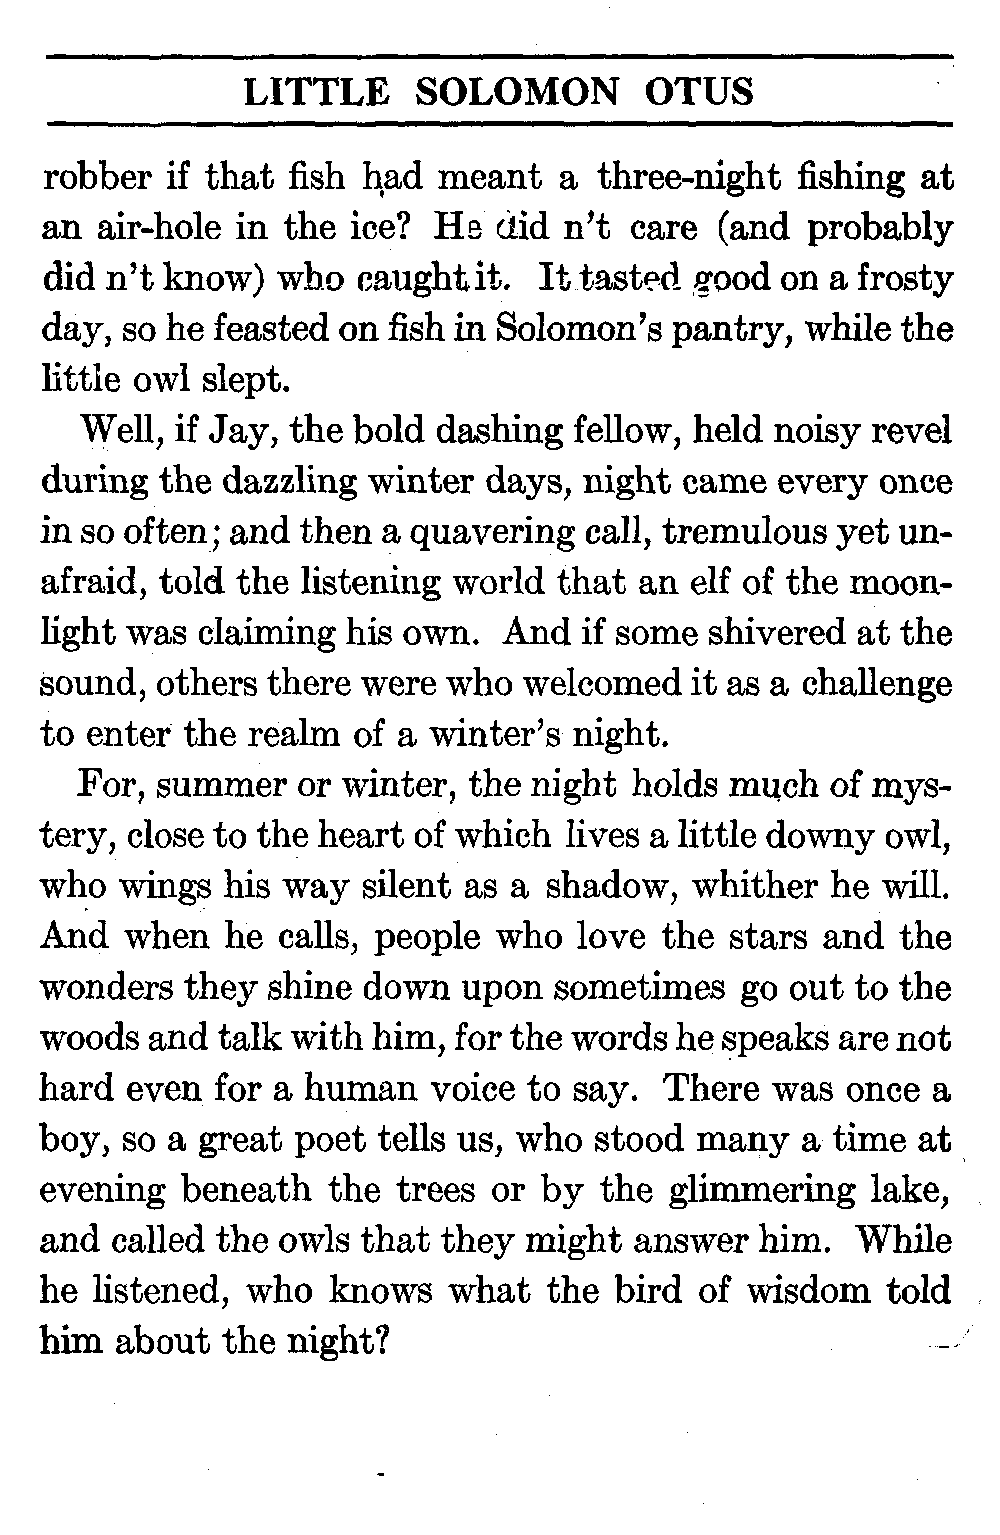 LITTLE SOLOMON OTUS
robber if that fish had meant a three-night fishing at
an air-hole in the ice? He did n't care (and probably
did n't know) who caught it. It tasted good on a frosty
day, so he feasted on fish in Solomon's pantry, while the
little owl slept.
Well, if Jay, the bold dashing fellow, held noisy revel
during the dazzling winter days, night came every once
in so often; and then a quavering call, tremulous yet un-
afraid, told the listening world that an elf of the moon-
light was claiming his own. And if some shivered at the
sound, others there were who welcomed it as a challenge
to enter the realm of a winter's night.
For, summer or winter, the night holds much of mys-
tery, close to the heart of which lives a little downy owl,
who wings his way silent as a shadow, whither he will.
And when he calls, people who love the stars and the
wonders they shine down upon sometimes go out to the
woods and talk with him, for the words he speaks are not
hard even for a human voice to say. There was once a
boy, so a great poet tells us, who stood many a time at
evening beneath the trees or by the glimmering lake,
and called the owls that they might answer him. While
he listened, who knows what the bird of wisdom told
him about the night?